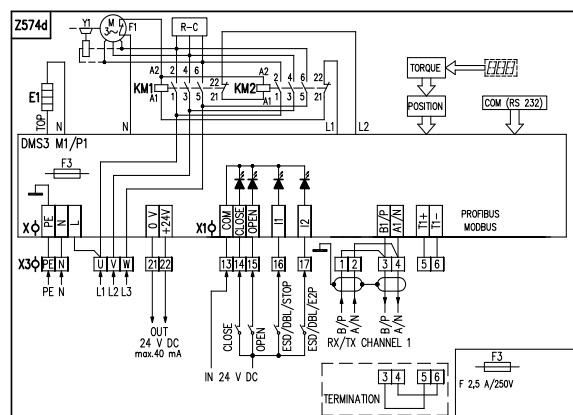 Z574d
Y1 M 3~ F1 R-C
A2 2 4 6 22 A2 2 4 6 22
KM1 KM2
A1 1 3 5 21 A1 1 3 5 21
E1
TOP N N L1 L2
TORQUE
POSITION COM (RS 232)
DMS3 M1/P1
F3
PE N L 0 V +24V COM CLOSE OPEN I1 I2 B1/P A1/N T1+ T1-
PROFIBUS
MODBUS
X X1
X3 PE N U V W 21 22 13 14 15 16 17 1 2 3 4 5 6
PE N L1 L2 L3
OUT
24 V DC
max.40 mA
CLOSE OPEN ESD/DBL/STOP ESD/DBL/E2P
IN 24 V DC
B/P A/N B/P A/N
RX/TX CHANNEL 1
TERMINATION 3 4 5 6
F3
F 2,5 A/250V